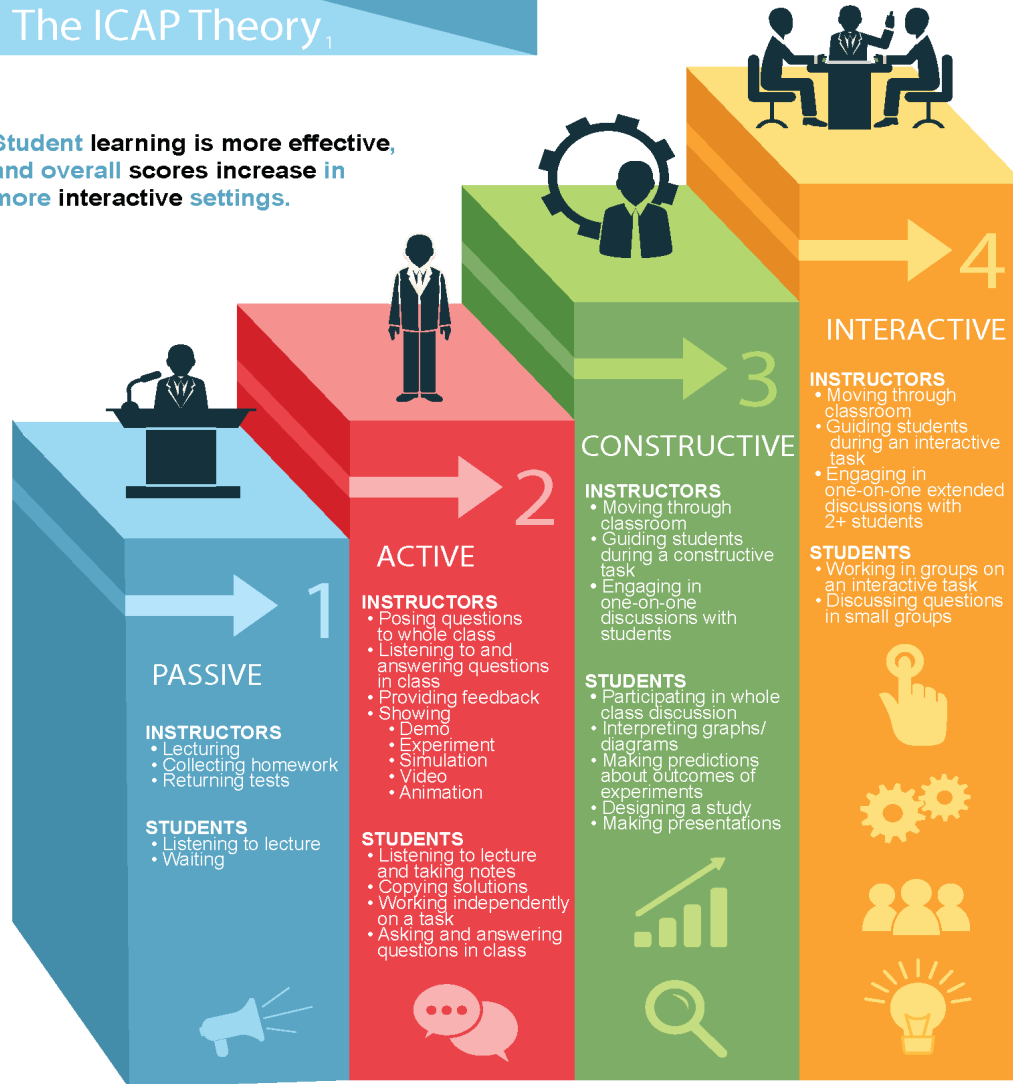 The ICAP Theory 1
Student learning is more effective,
and overall scores increase in
more interactive settings.
1
PASSIVE
INSTRUCTORS
• Lecturing
• Collecting homework
• Returning tests
STUDENTS
• Listening to lecture
• Waiting
2
ACTIVE
INSTRUCTORS
• Posing questions
to whole class
• Listening to and
answering questions
in class
• Providing feedback
• Showing
• Demo
• Experiment
• Simulation
• Video
• Animation
STUDENTS
• Listening to lecture
and taking notes
• Copying solutions
• Working independently
on a task
• Asking and answering
questions in class
3
CONSTRUCTIVE
INSTRUCTORS
• Moving through
classroom
• Guiding students
during a constructive
task
• Engaging in
one-on-one
discussions with
students
STUDENTS
• Participating in whole
class discussion
• Interpreting graphs/
diagrams
• Making predictions
about outcomes of
experiments
• Designing a study
• Making presentations
4
INTERACTIVE
INSTRUCTORS
• Moving through
classroom
• Guiding students
during an interactive
task
• Engaging in
one-on-one extended
discussions with
2+ students
STUDENTS
• Working in groups on
an interactive task
• Discussing questions
in small groups